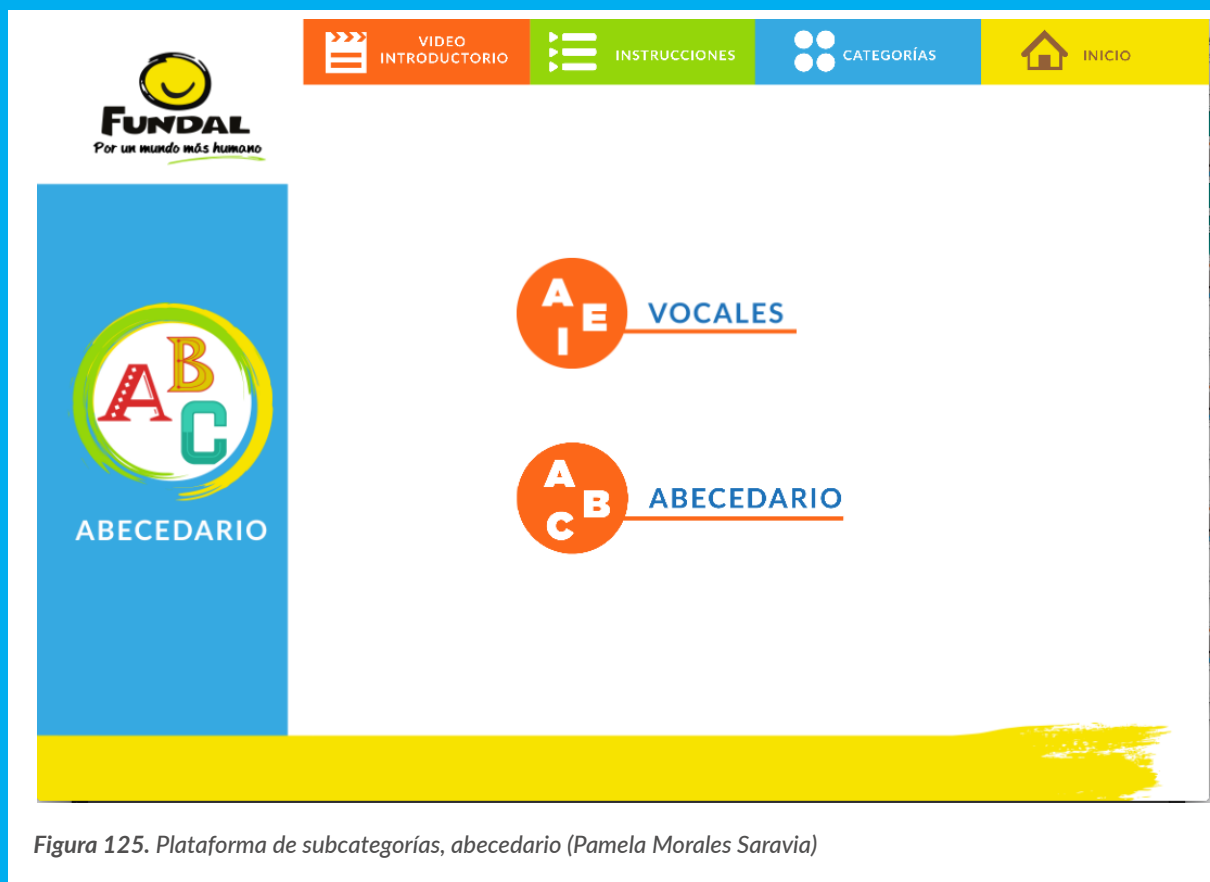 FUNDAL
Por un mundo más humano
VIDEO
INTRODUCTORIO
INSTRUCCIONES
CATEGORÍAS
INICIO
A
B
C
ABECEDARIO
A
E
I
VOCALES
A
B
C
ABECEDARIO
Figura 125. Plataforma de subcategorías, abecedario (Pamela Morales Saravia)